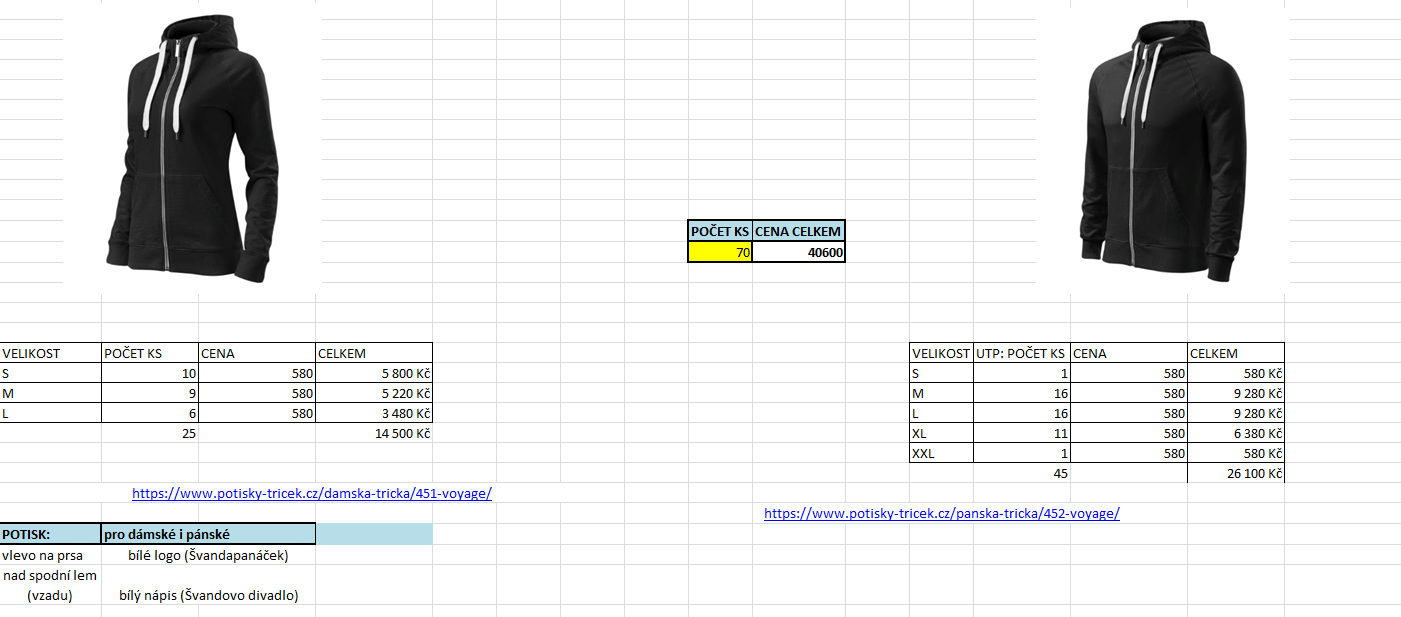 POČET KS CENA CELKEM
70 40600
VELIKOST POČET KS CENA CELKEM
S 10 580 5 800 Kč
M 9 580 5 220 Kč
L 6 580 3 480 Kč
25 14 500 Kč
https://www.potisky-tricek.cz/damska-tricka/451-voyage/
POTISK: pro dámské i pánské
vlevo na prsa bílé logo (Švandapanáček)
nad spodní lem
(vzadu) bílý nápis (Švandovo divadlo)
VELIKOST UTP: POČET KS CENA CELKEM
S 1 580 580 Kč
M 16 580 9 280 Kč
L 16 580 9 280 Kč
XL 11 580 6 380 Kč
XXL 1 580 580 Kč
45 26 100 Kč
https://www.potisky-tricek.cz/panska-tricka/452-voyage/